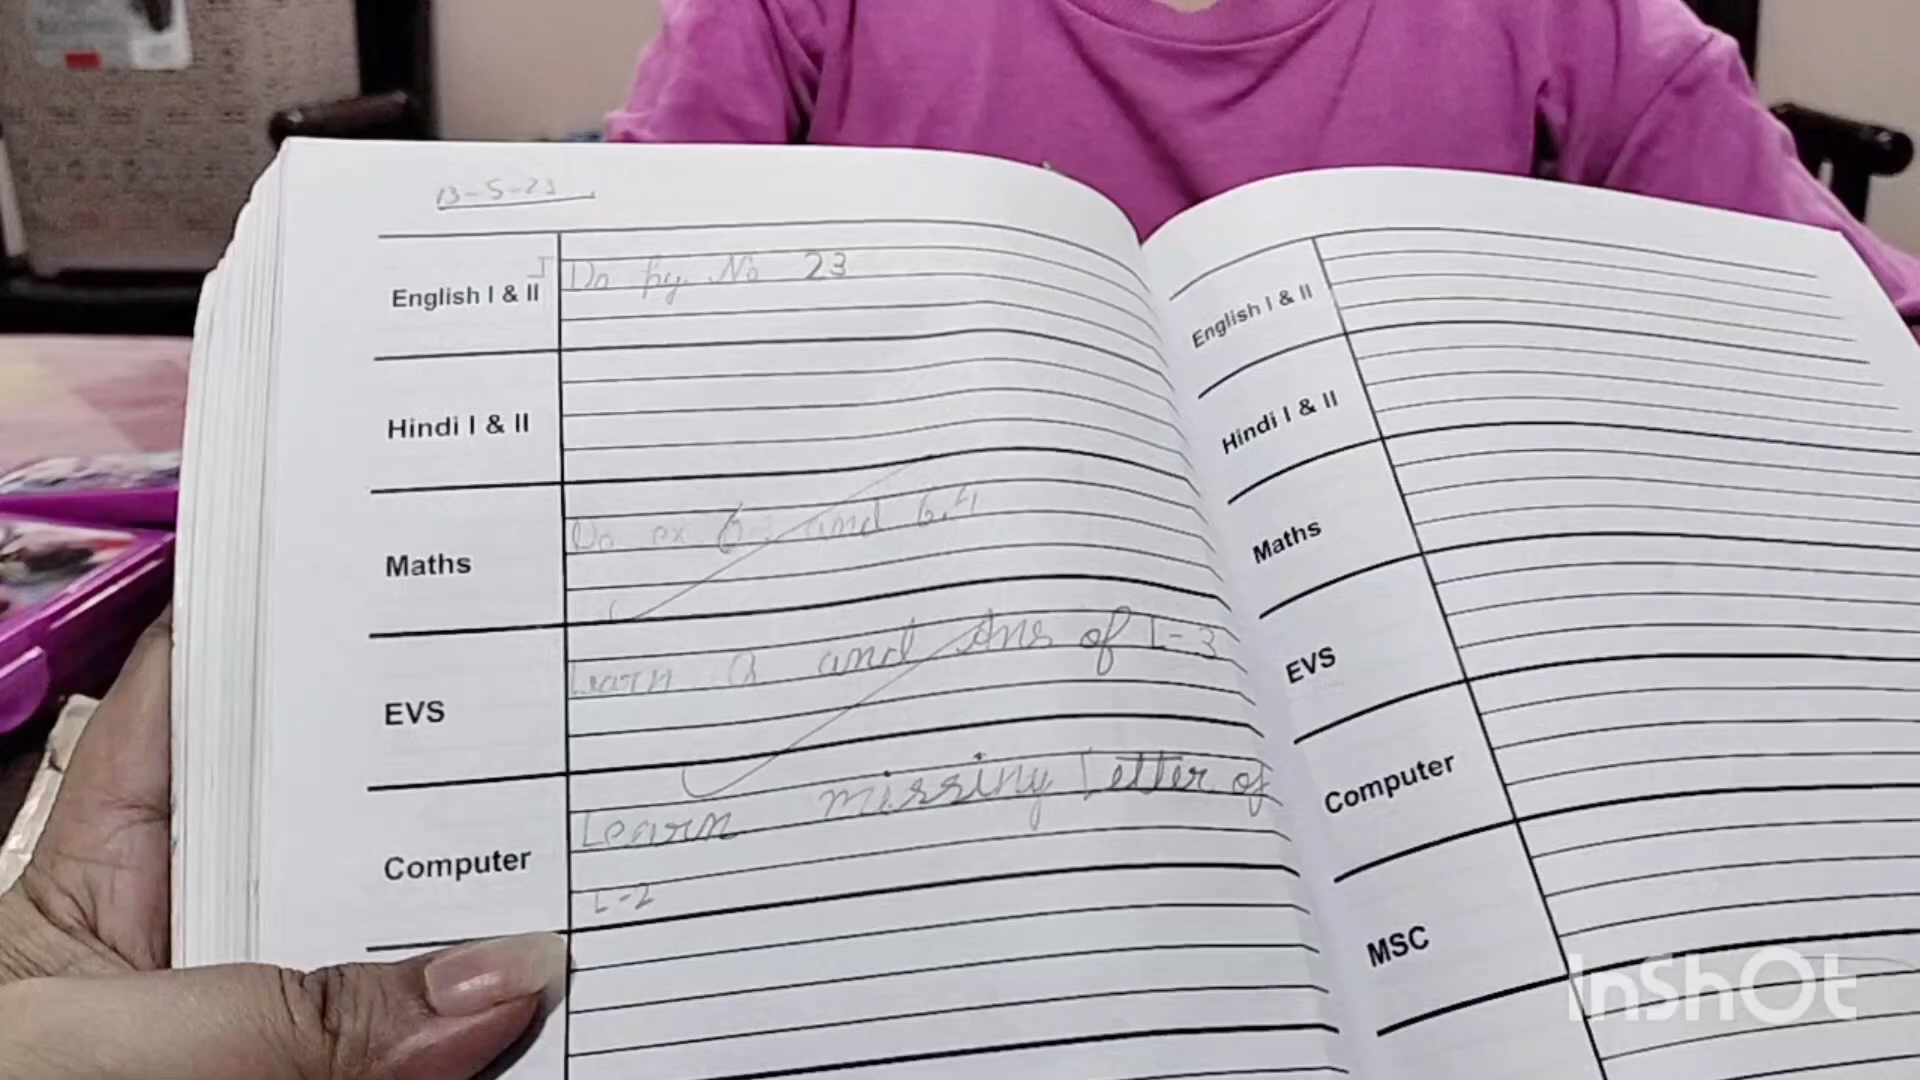 13-5-23
English I & II
I Do pg. No 23
Hindi I & II
Maths
Do ex 6.3 and 6.4
EVS
Learn Q and Ans of L-3
Computer
Learn missing Letter of
L-2
English I & II
Hindi I & II
Maths
EVS
Computer
MSC
InShOt